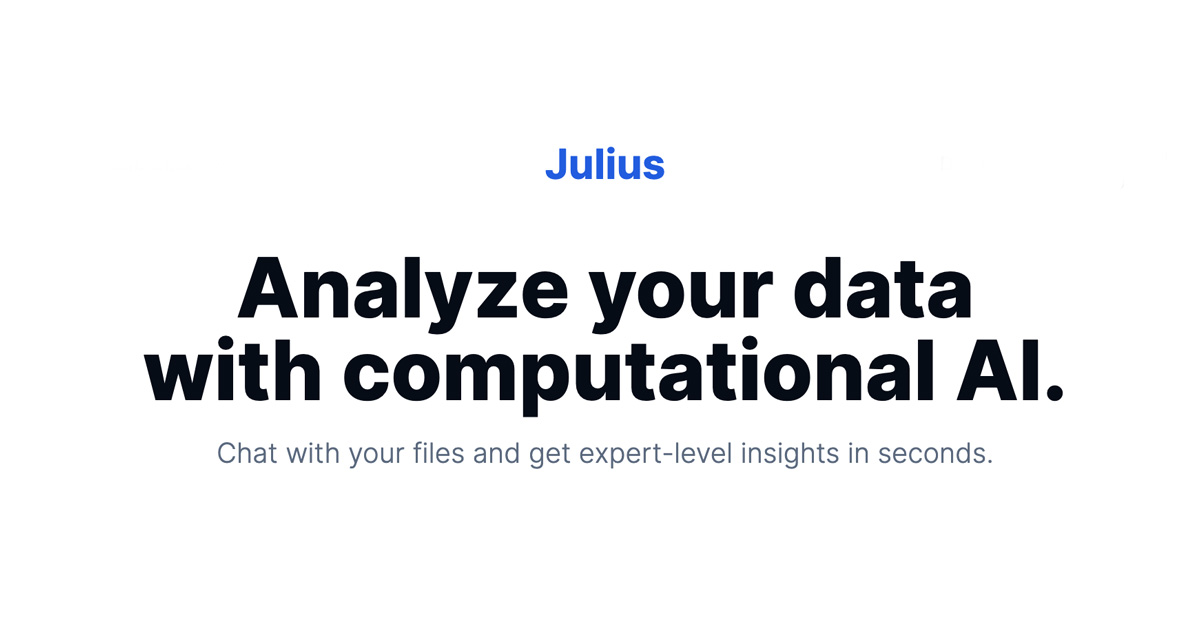 Julius
Analyze your data
with computational AI.
Chat with your files and get expert-level insights in seconds.